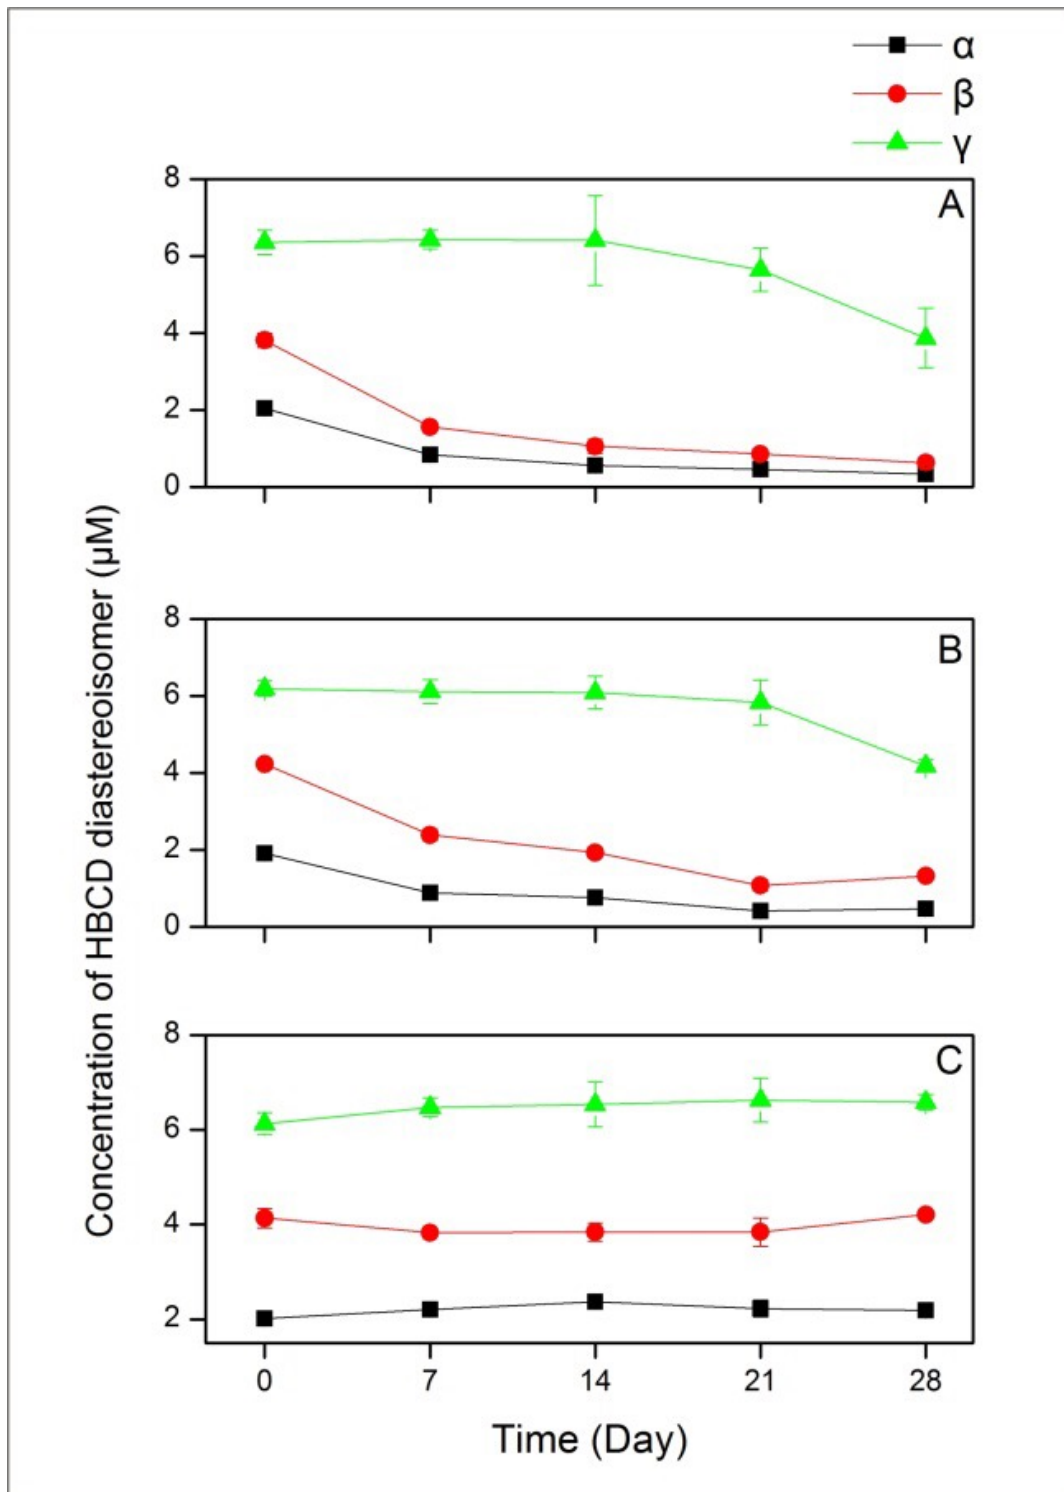 α
β
γ
A
8
6
4
2
0
B
8
6
4
2
0
C
8
6
4
2
0 7 14 21 28
Time (Day)
Concentration of HBCD diastereoisomer (μM)